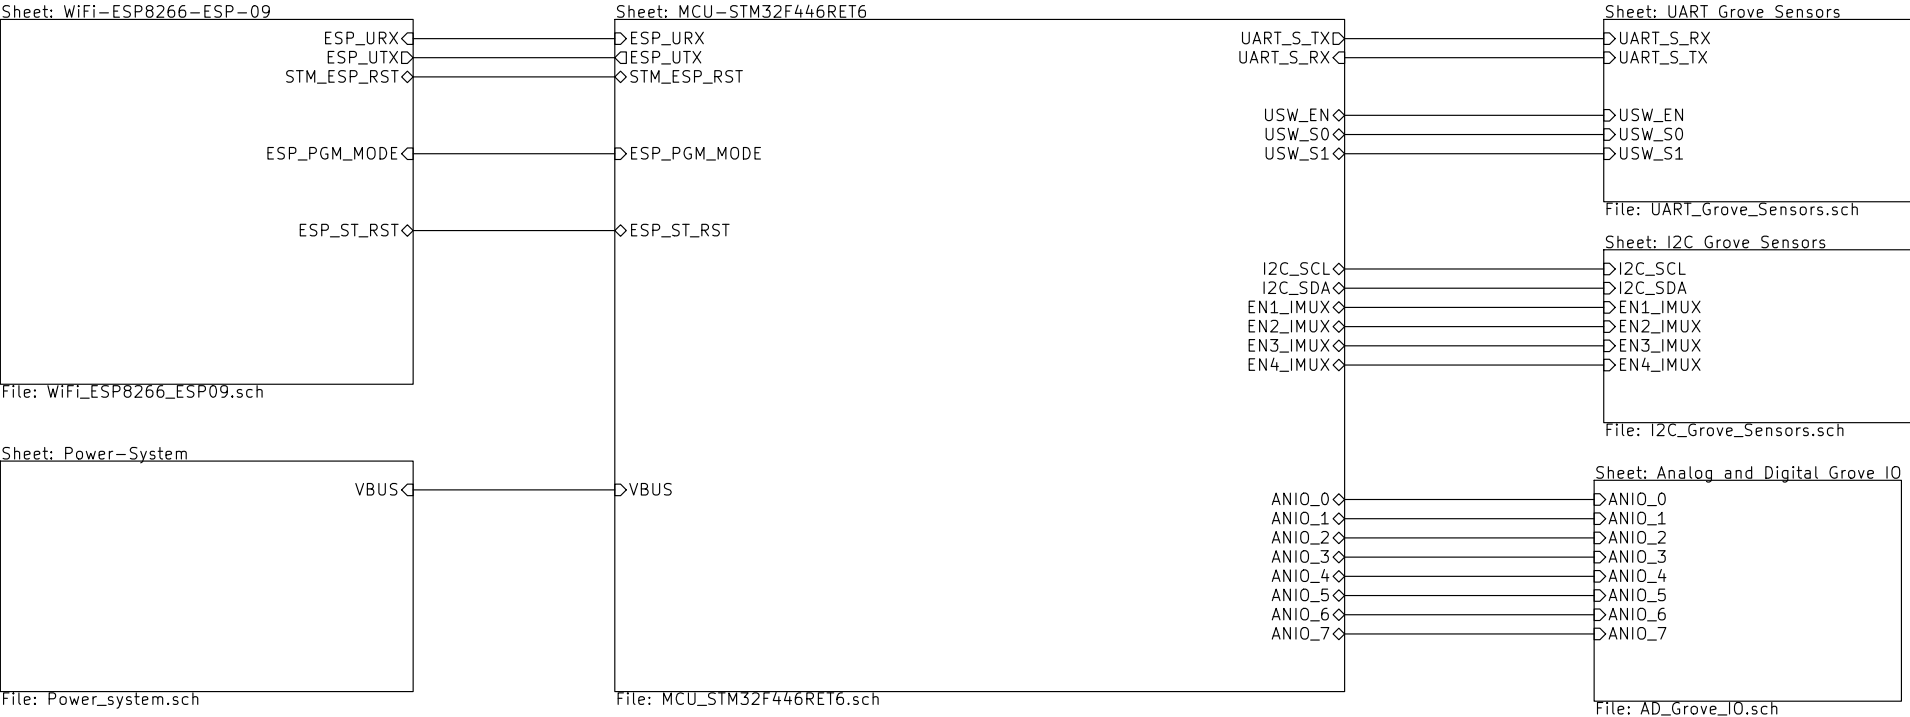 Sheet: WiFi-ESP8266-ESP-09
ESP_URX
ESP_UTX
STM_ESP_RST
ESP_PGM_MODE
ESP_ST_RST
File: WiFi_ESP8266_ESP09.sch
Sheet: Power-System
VBUS
File: Power_system.sch
Sheet: MCU-STM32F446RET6
ESP_URX
ESP_UTX
STM_ESP_RST
ESP_PGM_MODE
ESP_ST_RST
VBUS
UART_S_TX
UART_S_RX
USW_EN
USW_S0
USW_S1
I2C_SCL
I2C_SDA
EN1_IMUX
EN2_IMUX
EN3_IMUX
EN4_IMUX
ANIO_0
ANIO_1
ANIO_2
ANIO_3
ANIO_4
ANIO_5
ANIO_6
ANIO_7
File: MCU_STM32F446RET6.sch
Sheet: UART Grove Sensors
UART_S_RX
UART_S_TX
USW_EN
USW_S0
USW_S1
File: UART_Grove_Sensors.sch
Sheet: I2C Grove Sensors
I2C_SCL
I2C_SDA
EN1_IMUX
EN2_IMUX
EN3_IMUX
EN4_IMUX
File: I2C_Grove_Sensors.sch
Sheet: Analog and Digital Grove IO
ANIO_0
ANIO_1
ANIO_2
ANIO_3
ANIO_4
ANIO_5
ANIO_6
ANIO_7
File: AD_Grove_IO.sch